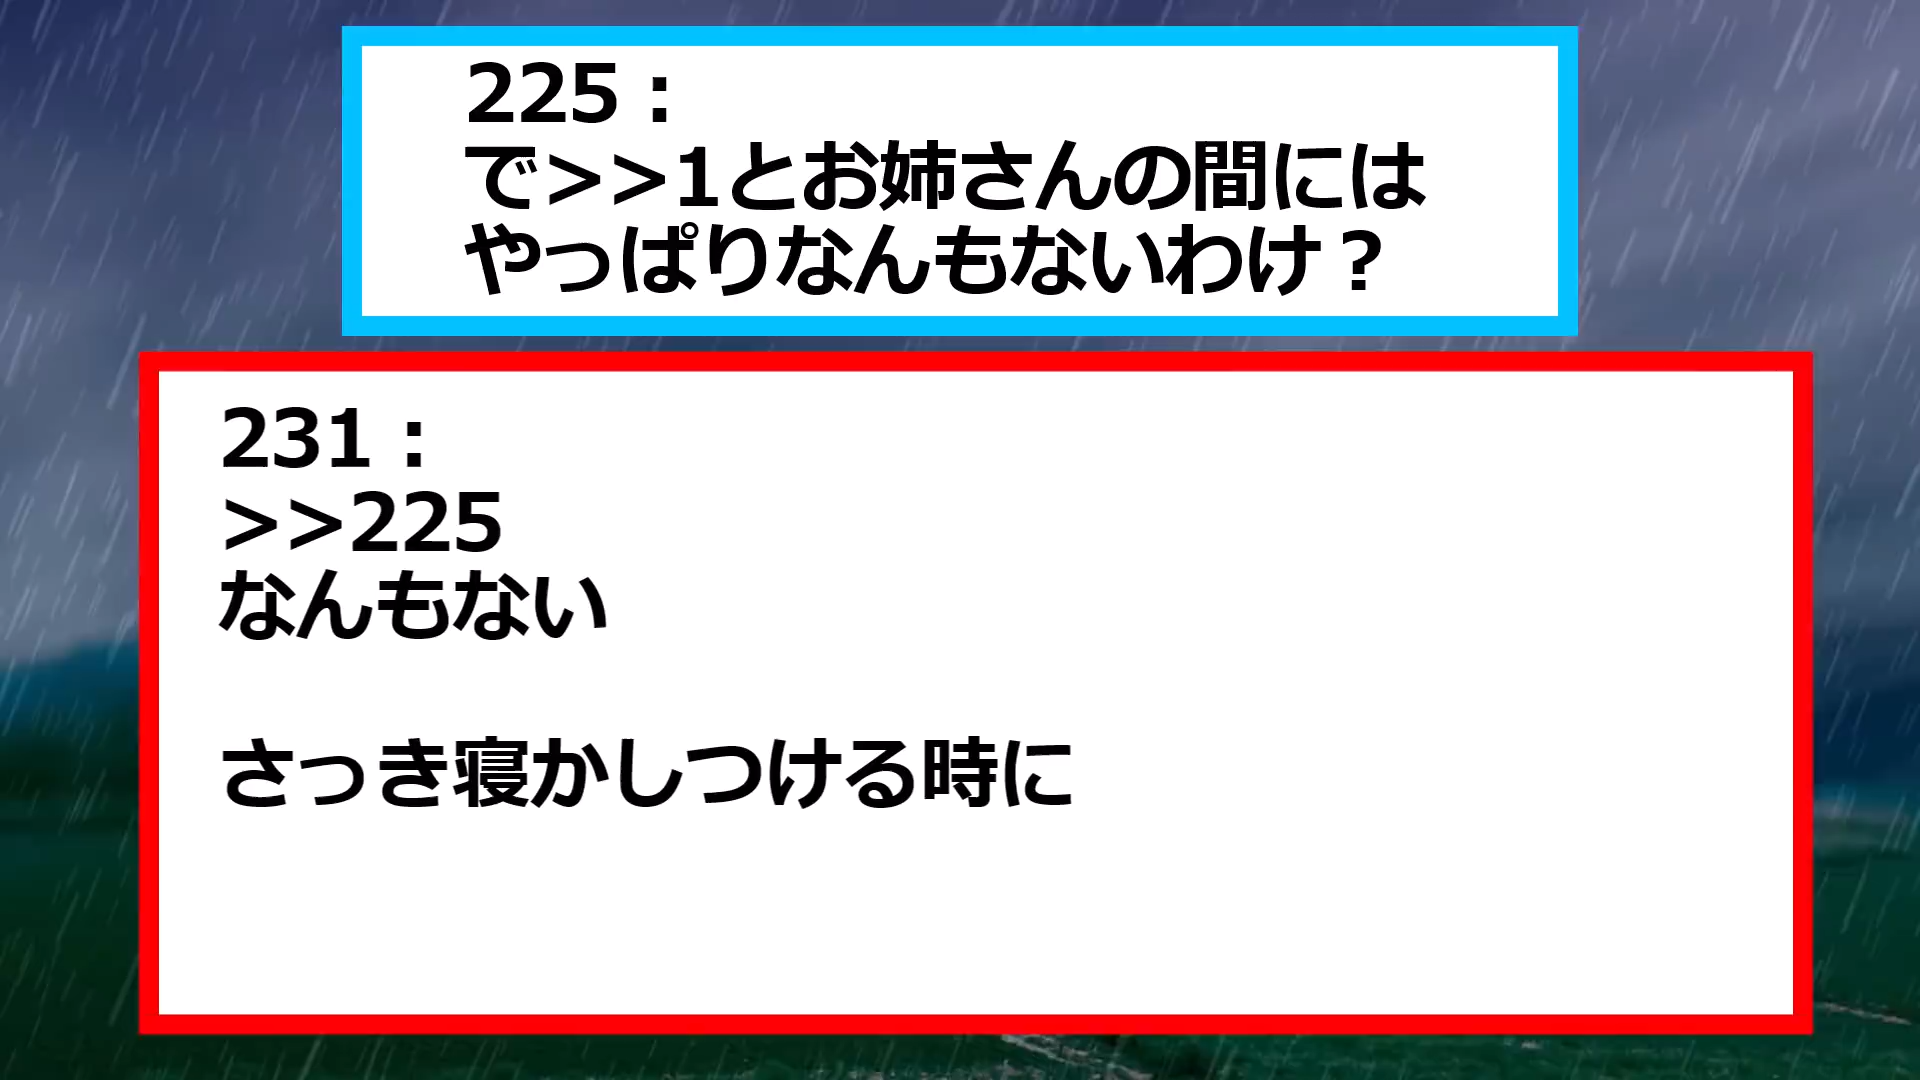 225：
で>>1とお姉さんの間には
やっぱりなんもないわけ？
231：
>>225
なんもない
さっき寝かしつける時に